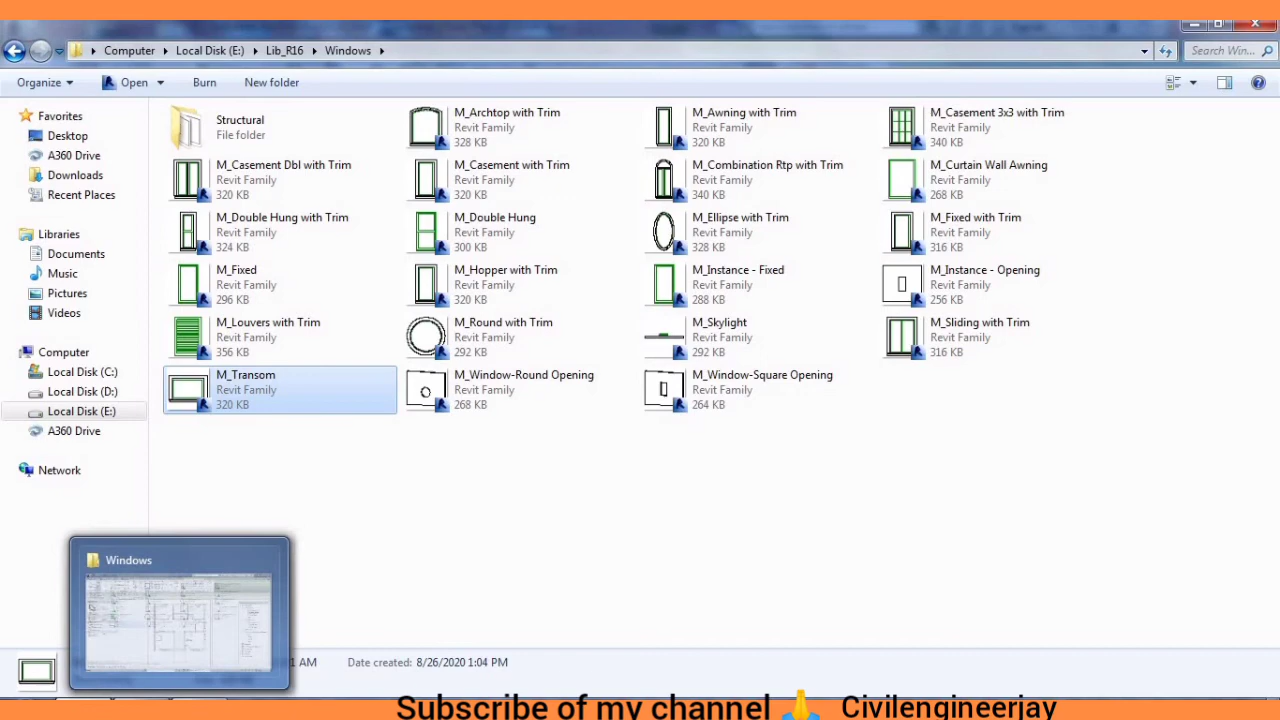 Computer Local Disk (E:) Lib_R16 Windows
Search Win...
Organize Open Burn New folder
Favorites
Desktop
A360 Drive
Downloads
Recent Places
Libraries
Documents
Music
Pictures
Videos
Computer
Local Disk (C:)
Local Disk (D:)
Local Disk (E:)
A360 Drive
Network
Structural
File folder
M_Archtop with Trim
Revit Family
328 KB
M_Awning with Trim
Revit Family
320 KB
M_Casement 3x3 with Trim
Revit Family
340 KB
M_Casement Dbl with Trim
Revit Family
320 KB
M_Casement with Trim
Revit Family
320 KB
M_Combination Rtp with Trim
Revit Family
340 KB
M_Curtain Wall Awning
Revit Family
268 KB
M_Double Hung with Trim
Revit Family
324 KB
M_Double Hung
Revit Family
300 KB
M_Ellipse with Trim
Revit Family
328 KB
M_Fixed with Trim
Revit Family
316 KB
M_Fixed
Revit Family
296 KB
M_Hopper with Trim
Revit Family
320 KB
M_Instance - Fixed
Revit Family
288 KB
M_Instance - Opening
Revit Family
256 KB
M_Louvers with Trim
Revit Family
356 KB
M_Round with Trim
Revit Family
292 KB
M_Skylight
Revit Family
292 KB
M_Sliding with Trim
Revit Family
316 KB
M_Transom
Revit Family
320 KB
M_Window-Round Opening
Revit Family
268 KB
M_Window-Square Opening
Revit Family
264 KB
Windows
AM Date created: 8/26/2020 1:04 PM
Subscribe of my channel 🙏 Civilengineerjay